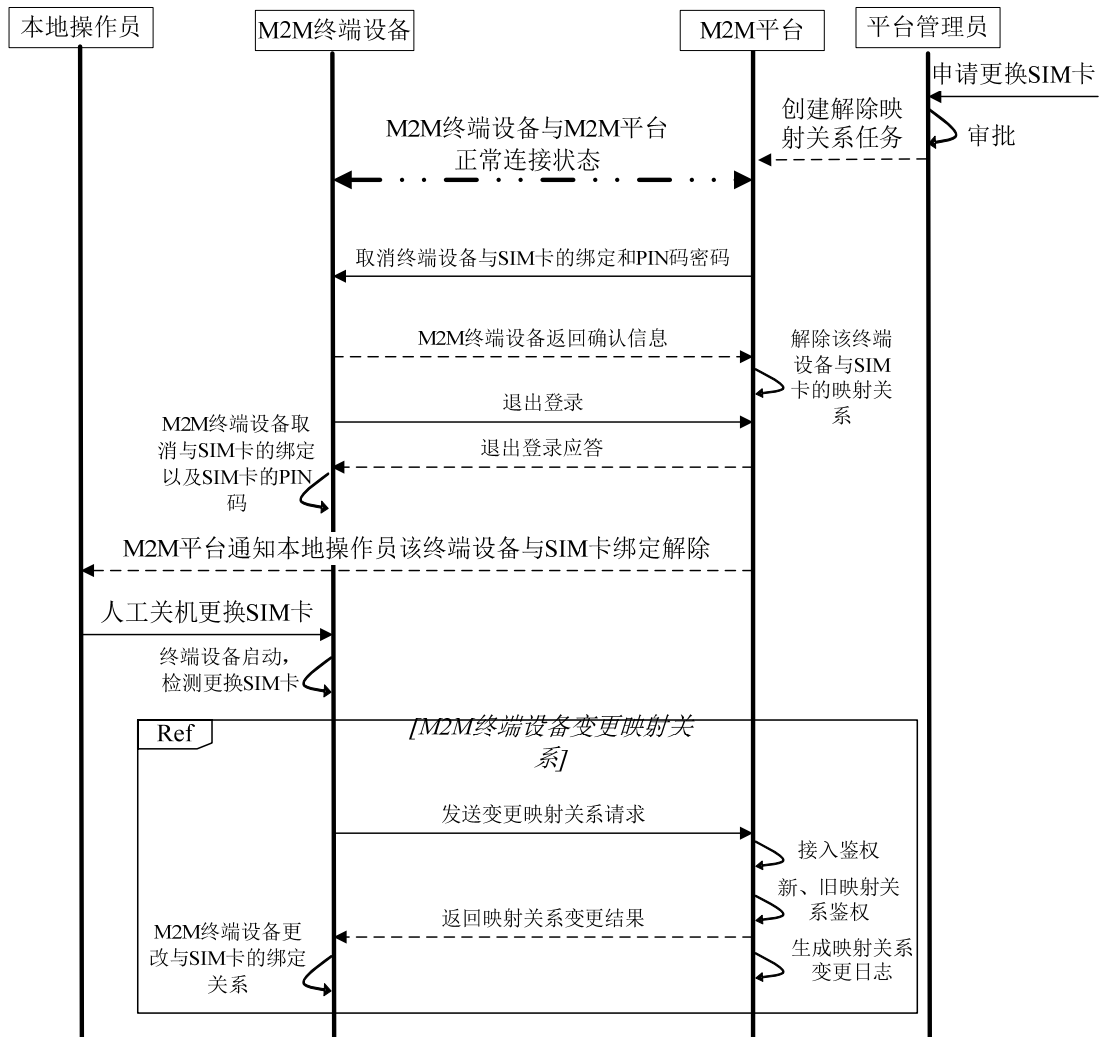 本地操作员
M2M终端设备
M2M平台
平台管理员
申请更换SIM卡
创建解除映
射关系任务
审批
M2M终端设备与M2M平台
正常连接状态
取消终端设备与SIM卡的绑定和PIN码密码
M2M终端设备返回确认信息
解除该终端
设备与SIM
卡的映射关
系
退出登录
M2M终端设备取
消与SIM卡的绑定
以及SIM卡的PIN
码
退出登录应答
M2M平台通知本地操作员该终端设备与SIM卡绑定解除
人工关机更换SIM卡
终端设备启动,
检测更换SIM卡
Ref
[M2M终端设备变更映射关
系]
发送变更映射关系请求
接入鉴权
新、旧映射关
系鉴权
返回映射关系变更结果
M2M终端设备更
改与SIM卡的绑定
关系
生成映射关系
变更日志